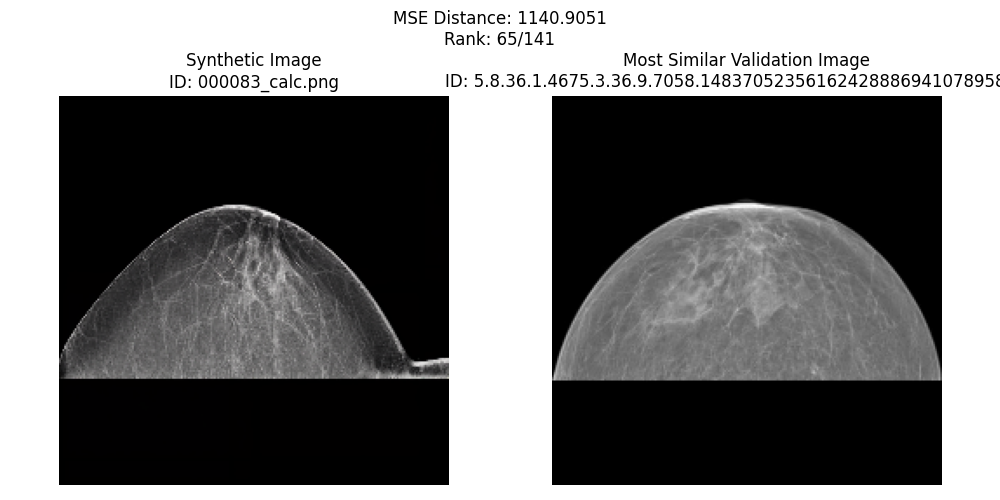 MSE Distance: 1140.9051
Rank: 65/141
Synthetic Image
ID: 000083_calc.png
Most Similar Validation Image
ID: 5.8.36.1.4675.3.36.9.7058.14837052356162428886941078958